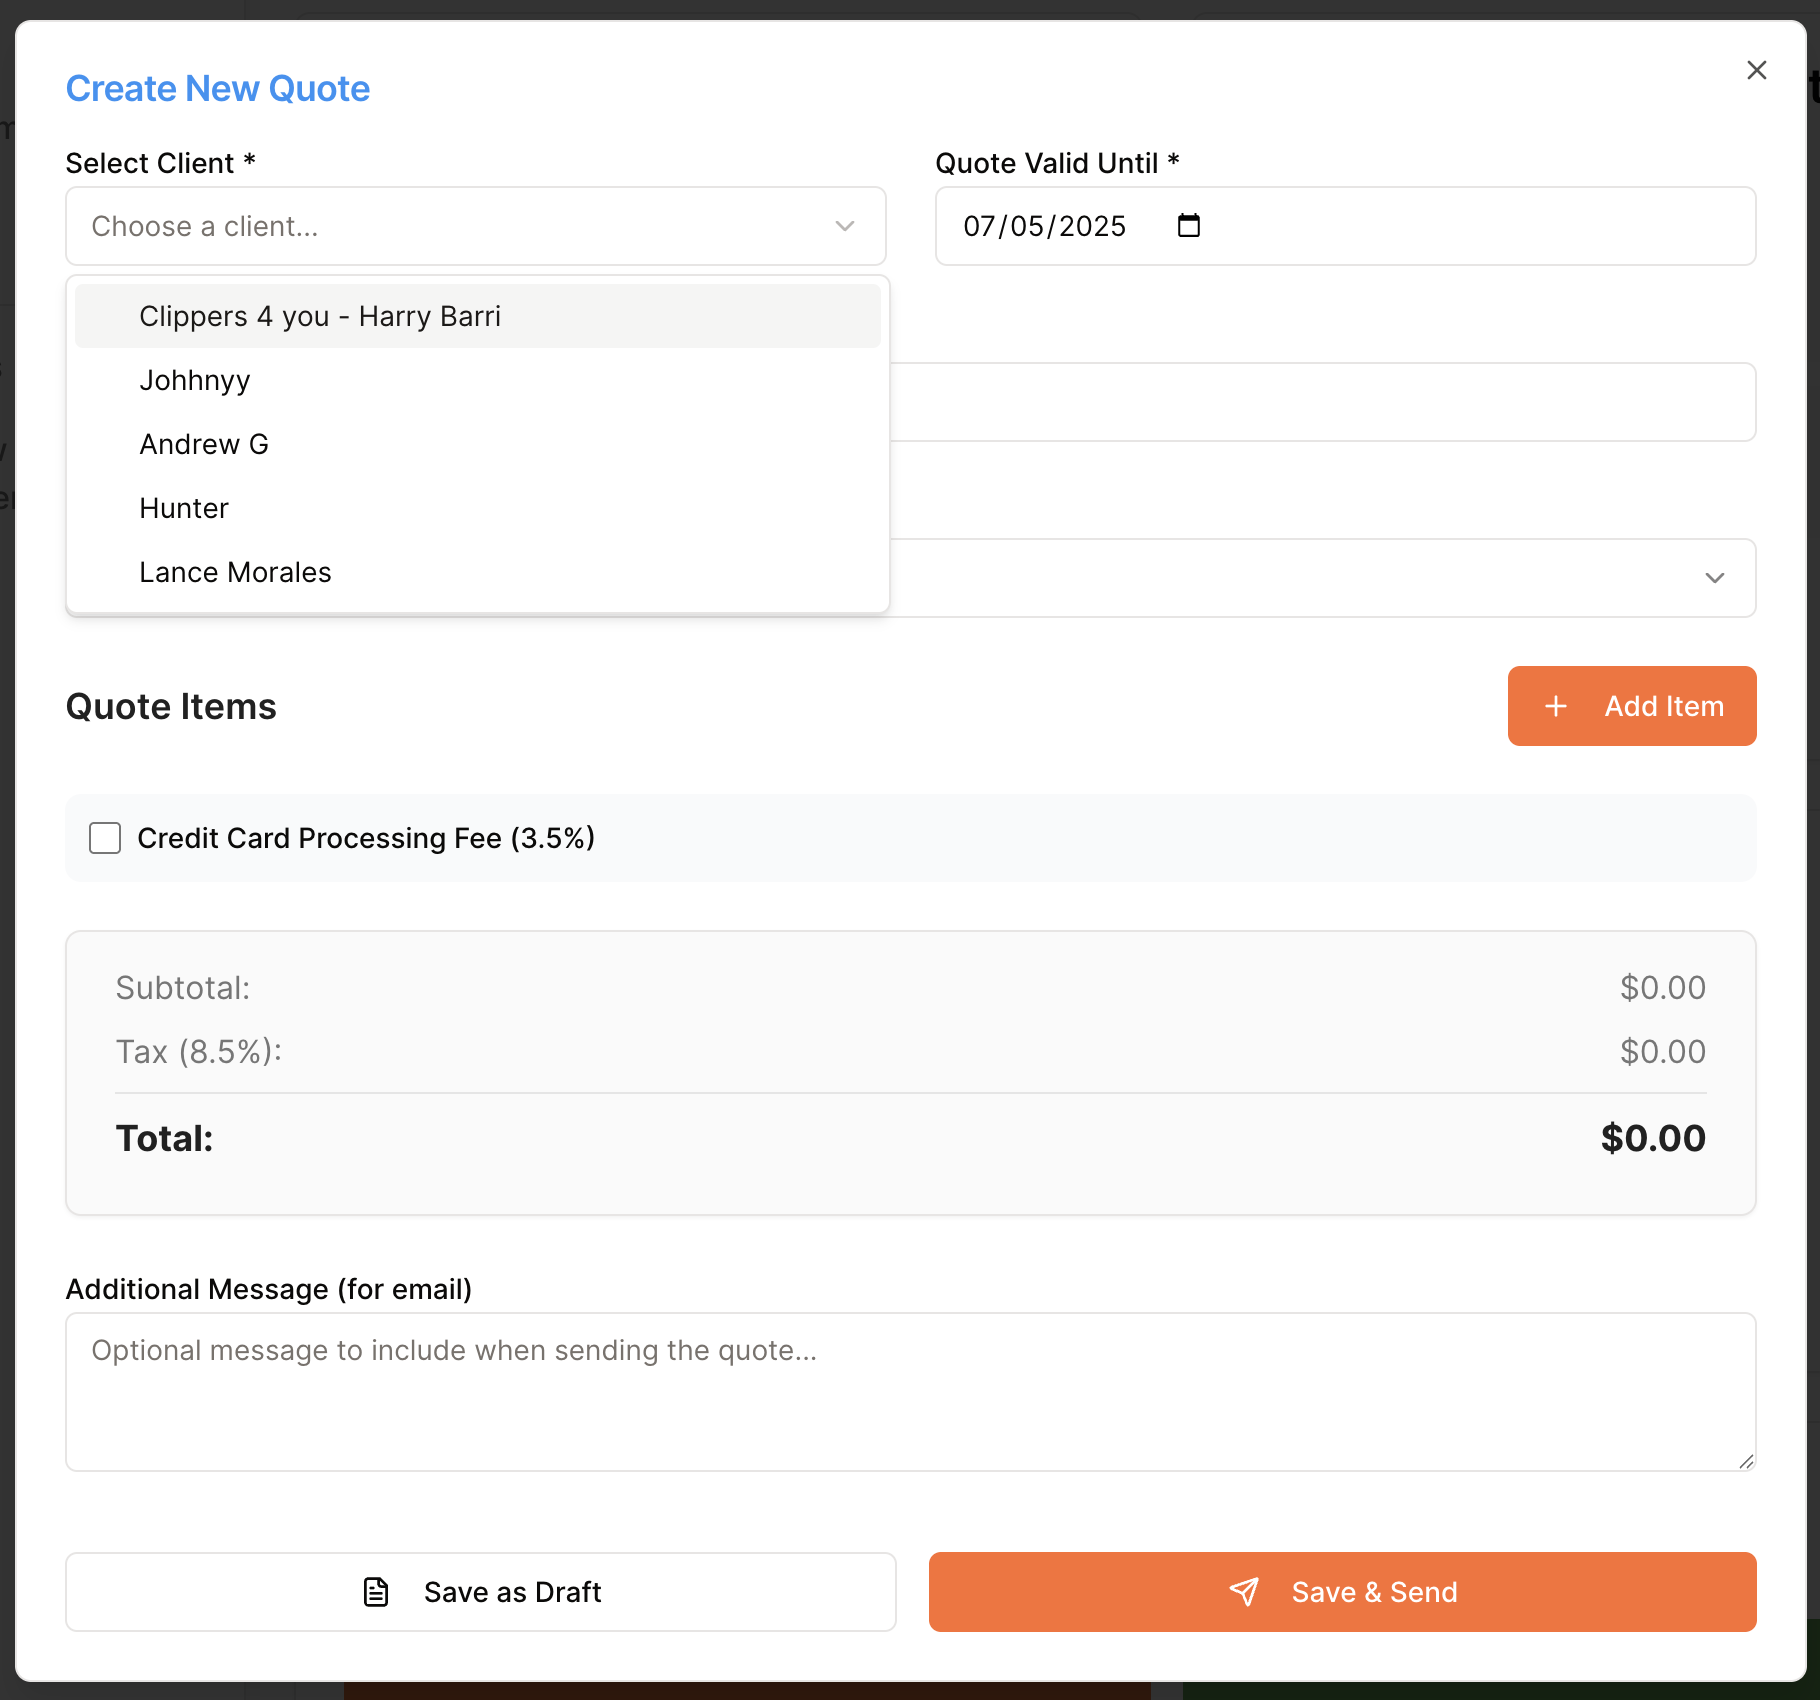 Create New Quote
Select Client *
Quote Valid Until *
Choose a client...
07/05/2025
Clippers 4 you - Harry Barri
Johhnyy
Andrew G
Hunter
Lance Morales
Quote Items
+ Add Item
Credit Card Processing Fee (3.5%)
Subtotal: $0.00
Tax (8.5%): $0.00
Total: $0.00
Additional Message (for email)
Optional message to include when sending the quote...
Save as Draft
Save & Send